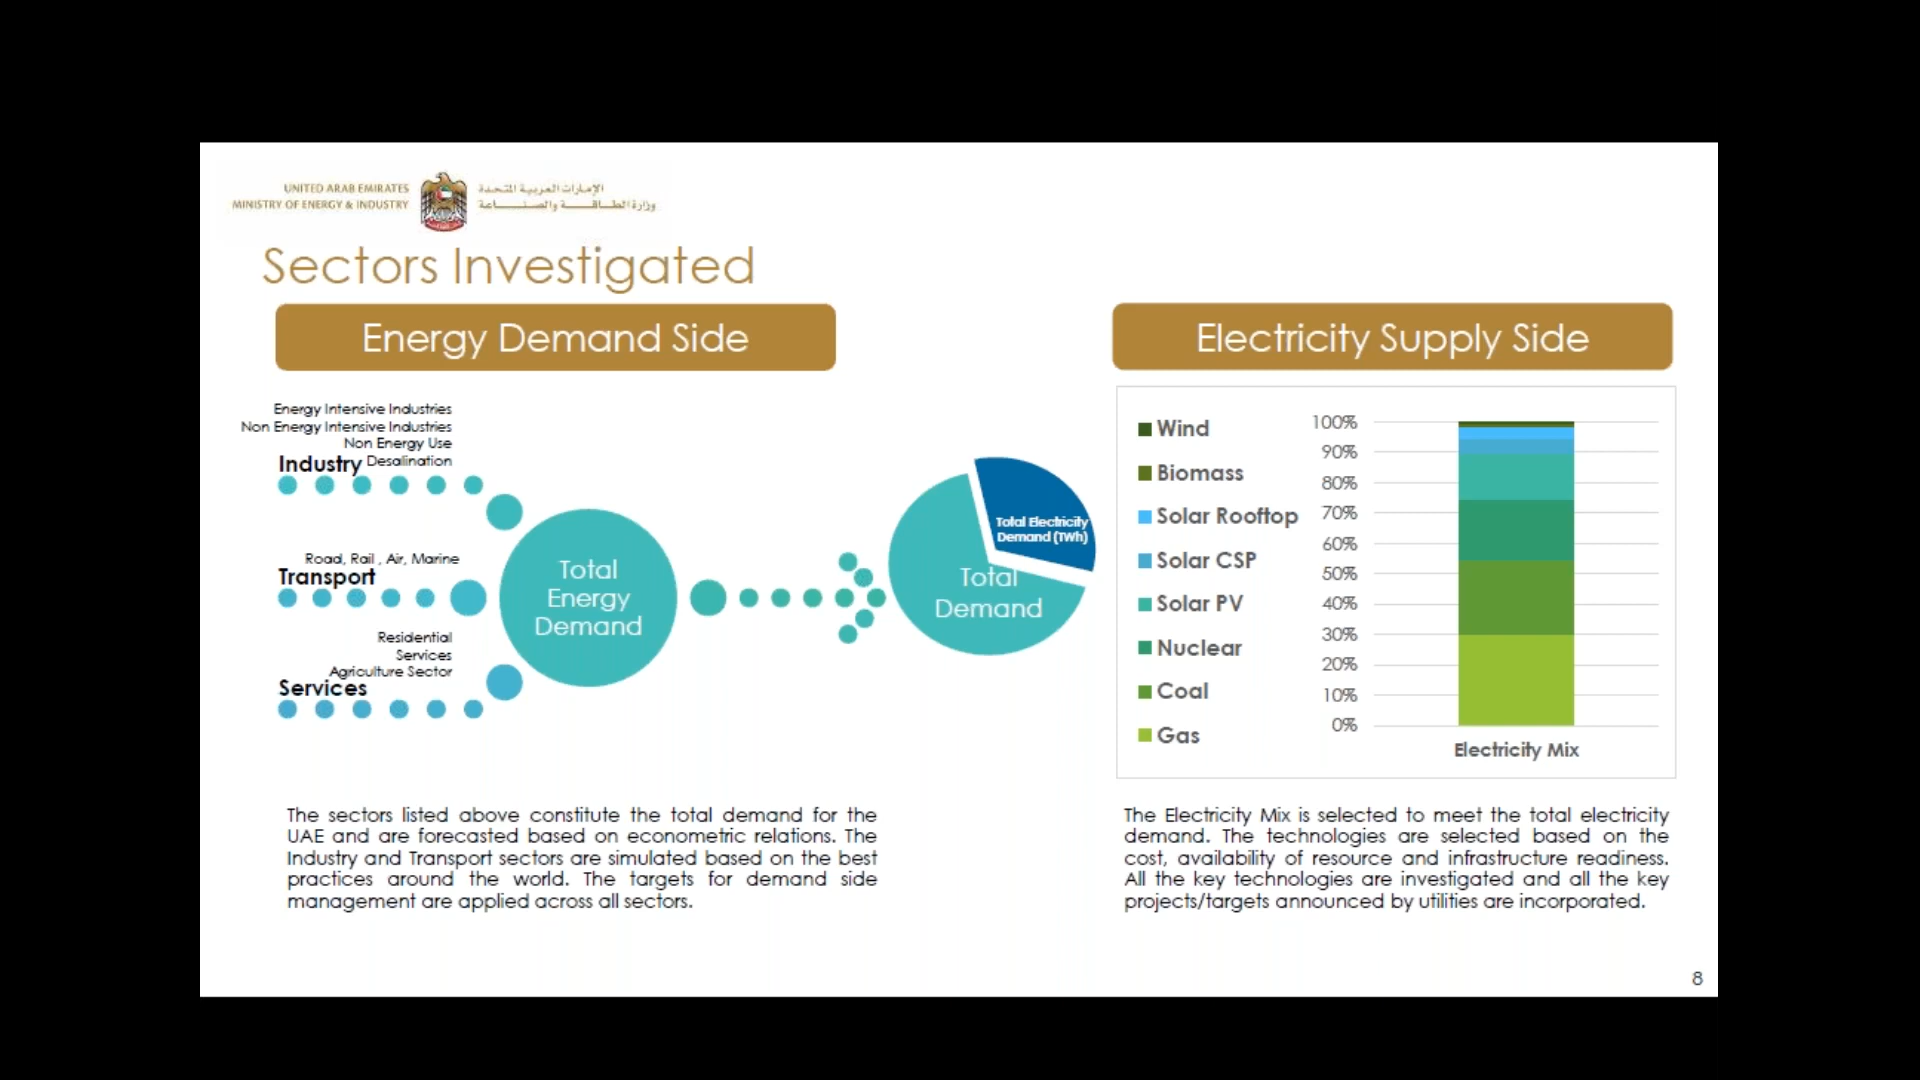 UNITED ARAB EMIRATES
MINISTRY OF ENERGY & INDUSTRY
الإمارات العربية المتحدة
وزارة الطاقة والصناعة
Sectors Investigated
Energy Demand Side
Energy Intensive Industries
Non Energy Intensive Industries
Non Energy Use
Desalination
Industry
Road, Rail , Air, Marine
Transport
Residential
Services
Agriculture Sector
Services
Total
Energy
Demand
Total Electricity
Demand (TWh)
Total
Demand
The sectors listed above constitute the total demand for the
UAE and are forecasted based on econometric relations. The
Industry and Transport sectors are simulated based on the best
practices around the world. The targets for demand side
management are applied across all sectors.
Electricity Supply Side
Wind
Biomass
Solar Rooftop
Solar CSP
Solar PV
Nuclear
Coal
Gas
100%
90%
80%
70%
60%
50%
40%
30%
20%
10%
0%
Electricity Mix
The Electricity Mix is selected to meet the total electricity
demand. The technologies are selected based on the
cost, availability of resource and infrastructure readiness.
All the key technologies are investigated and all the key
projects/targets announced by utilities are incorporated.
8